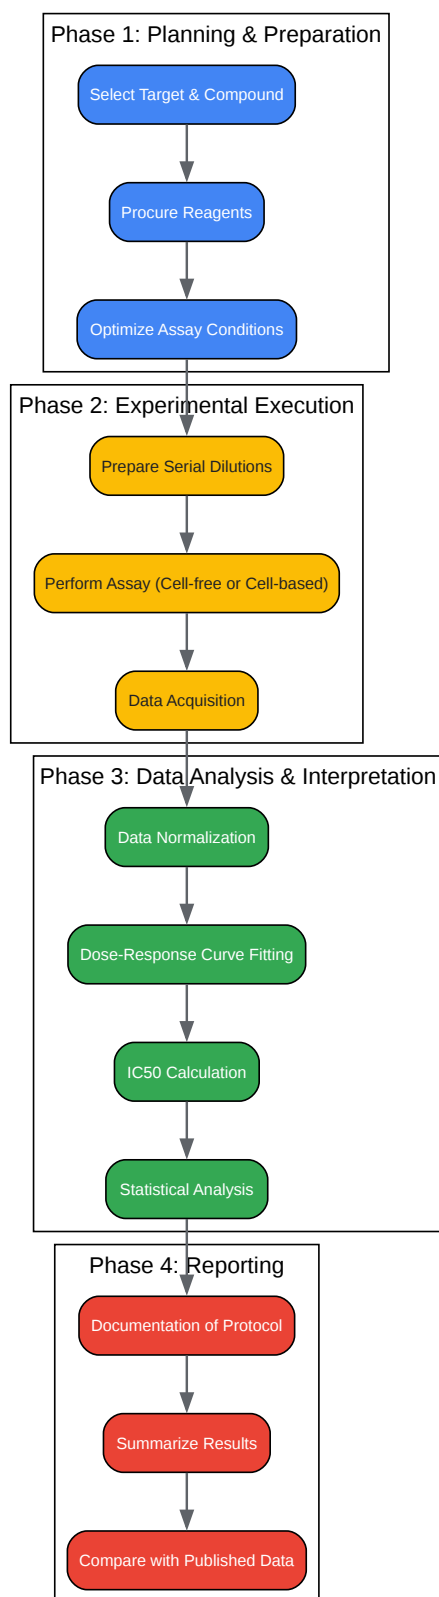 Phase 1: Planning & Preparation
Select Target & Compound
Procure Reagents
Optimize Assay Conditions
Phase 2: Experimental Execution
Prepare Serial Dilutions
Perform Assay (Cell-free or Cell-based)
Data Acquisition
Phase 3: Data Analysis & Interpretation
Data Normalization
Dose-Response Curve Fitting
IC50 Calculation
Statistical Analysis
Phase 4: Reporting
Documentation of Protocol
Summarize Results
Compare with Published Data